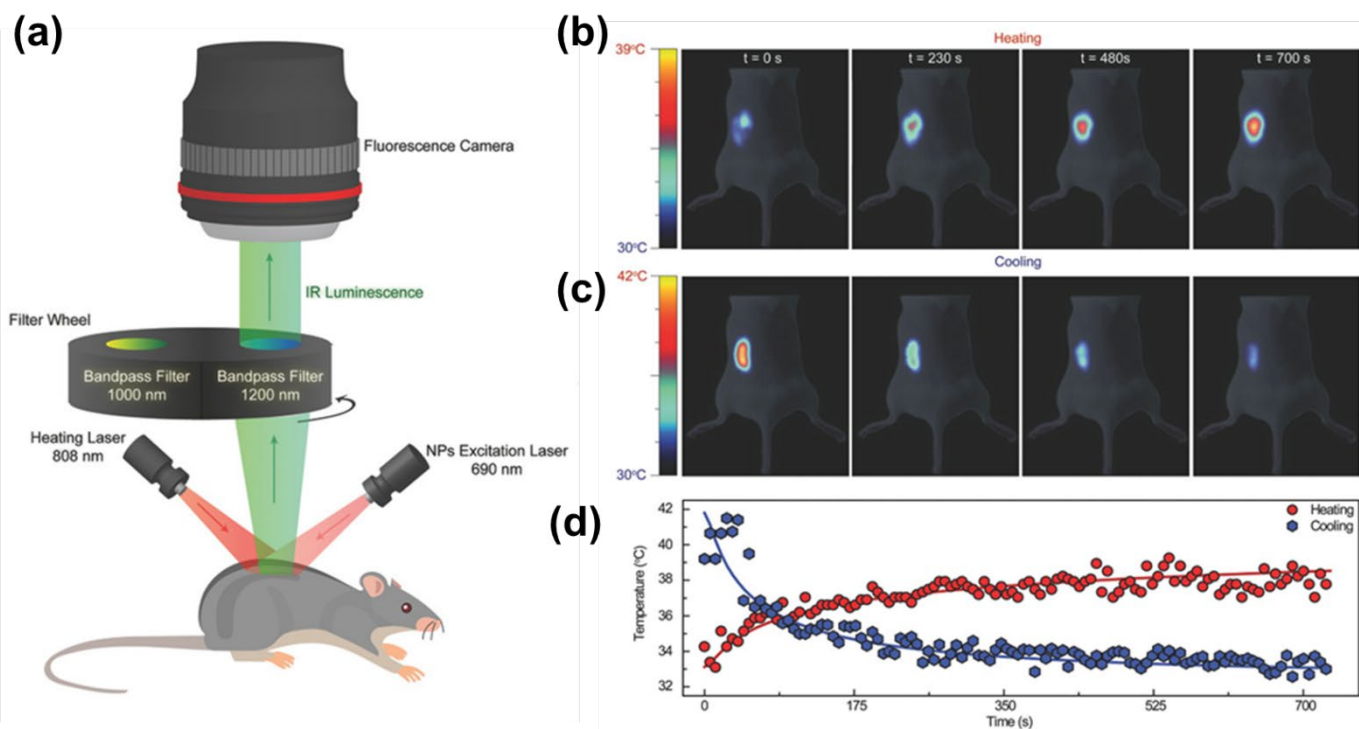 (a)
Fluorescence Camera
IR Luminescence
Filter Wheel
Bandpass Filter
1000 nm
Bandpass Filter
1200 nm
Heating Laser
808 nm
NPs Excitation Laser
690 nm
(b)
Heating
39°C
30°C
t = 0 s
t = 230 s
t = 480s
t = 700 s
(c)
Cooling
42°C
30°C
(d)
Heating
Cooling
Temperature (°C)
42
40
38
36
34
32
0
175
350
525
700
Time (s)